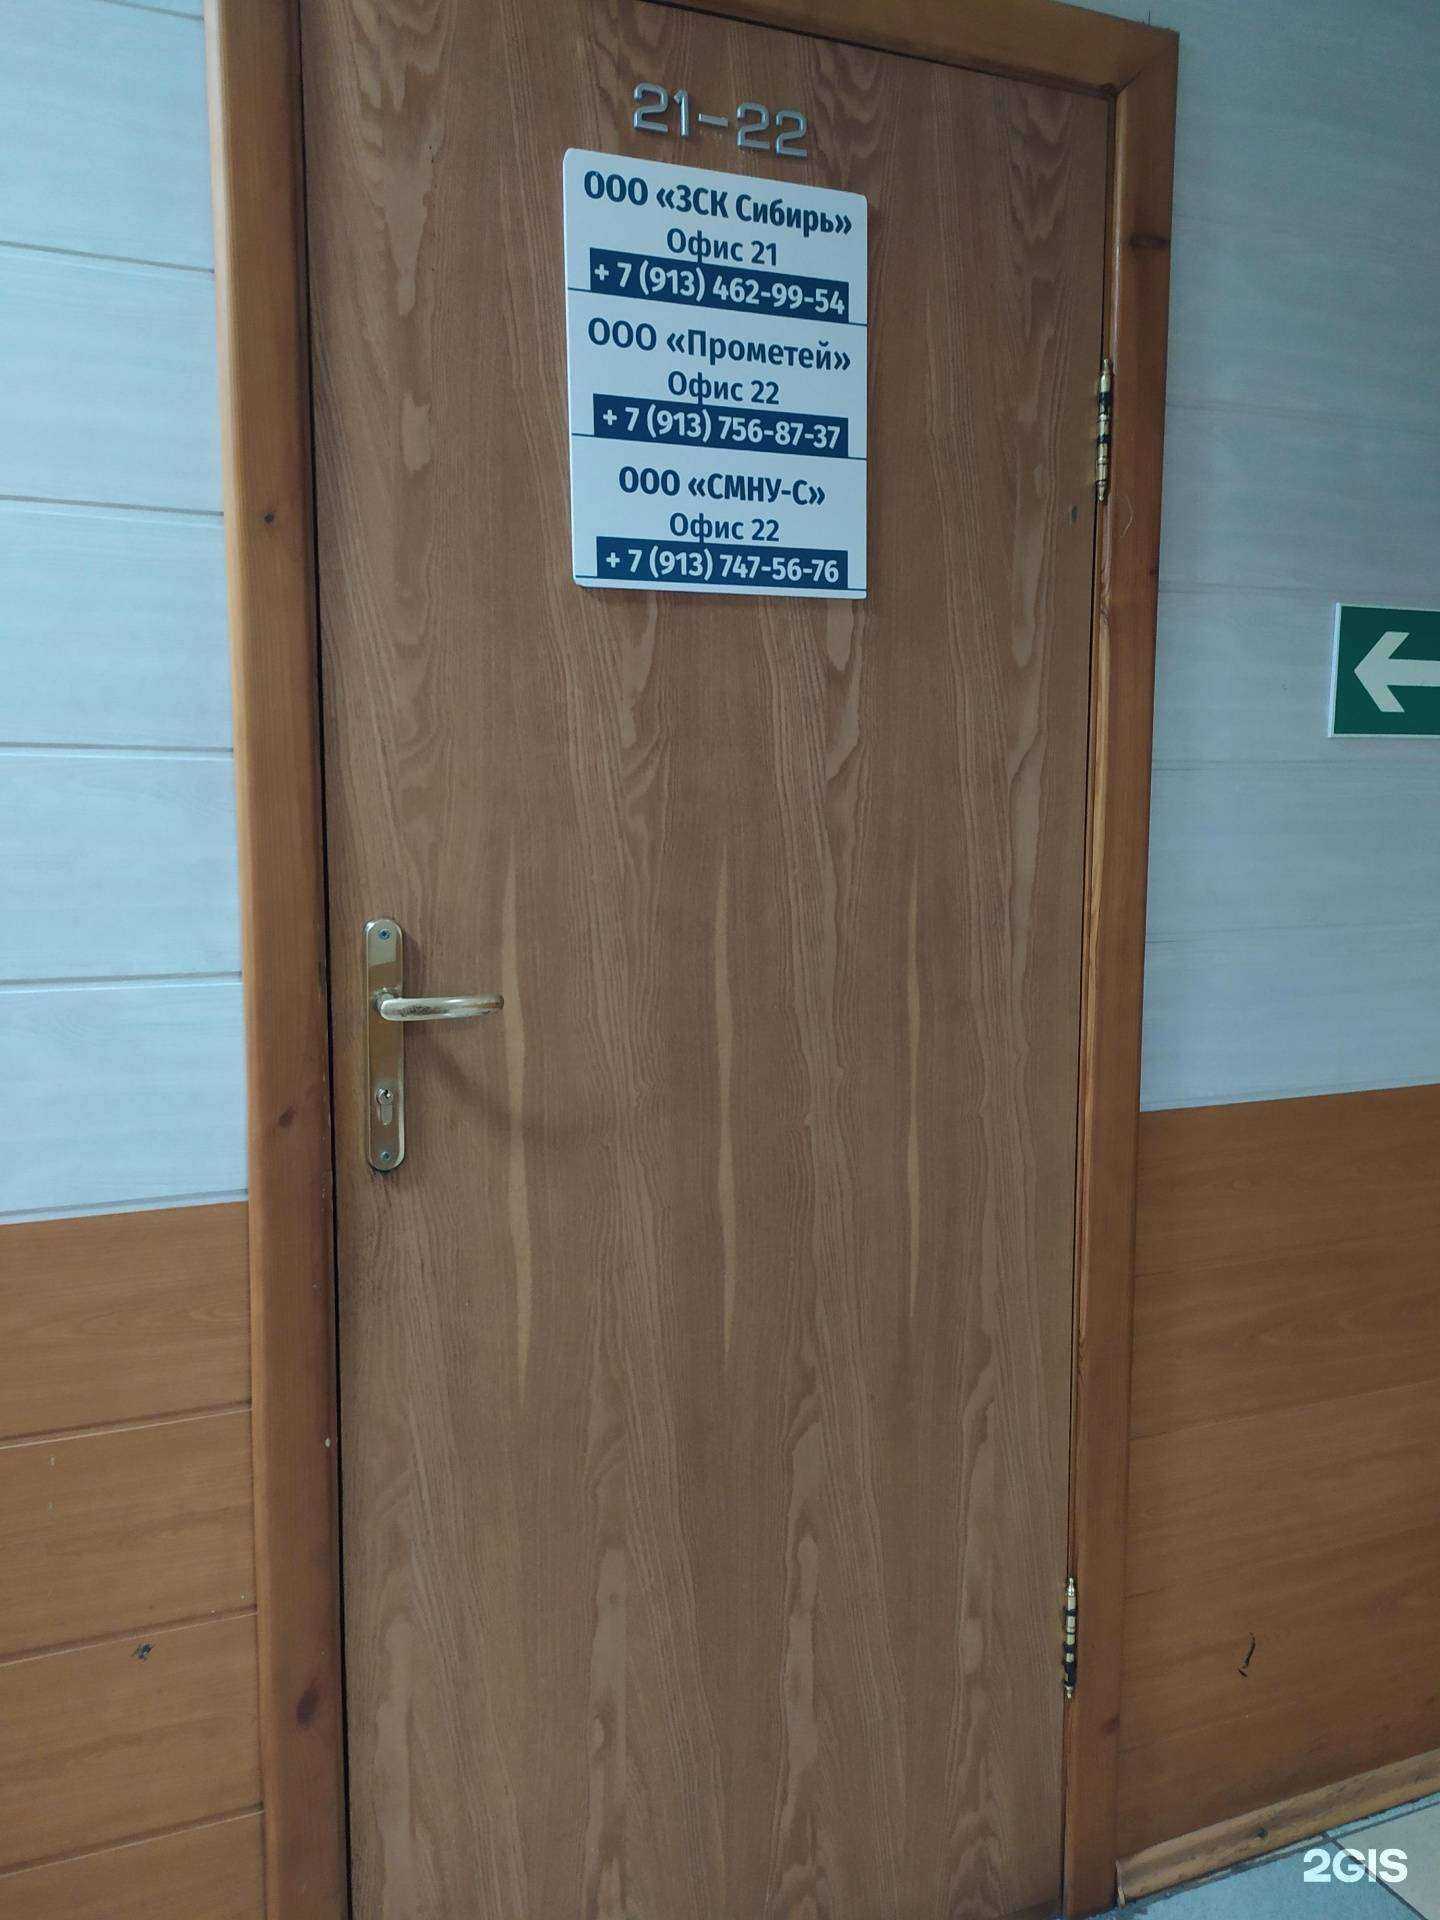 21-22
ООО «ЗСК Сибирь»
Офис 21
+ 7 (913) 462-99-54
ООО «Прометей»
Офис 22
+ 7 (913) 756-87-37
ООО «СМНУ-С»
Офис 22
+ 7 (913) 747-56-76
2GIS